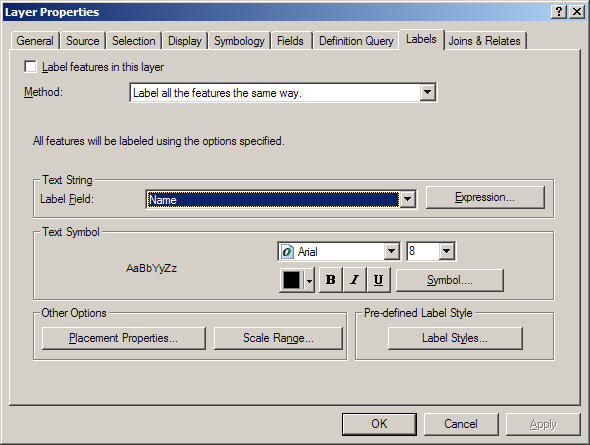 Layer Properties
General Source Selection Display Symbology Fields Definition Query Labels Joins & Relates
Label features in this layer
Method: Label all the features the same way.
All features will be labeled using the options specified.
Text String
Label Field: Name Expression...
Text Symbol
AaBbYyZz Arial 8
B I U Symbol....
Other Options Pre-defined Label Style
Placement Properties... Scale Range... Label Styles...
OK Cancel Apply